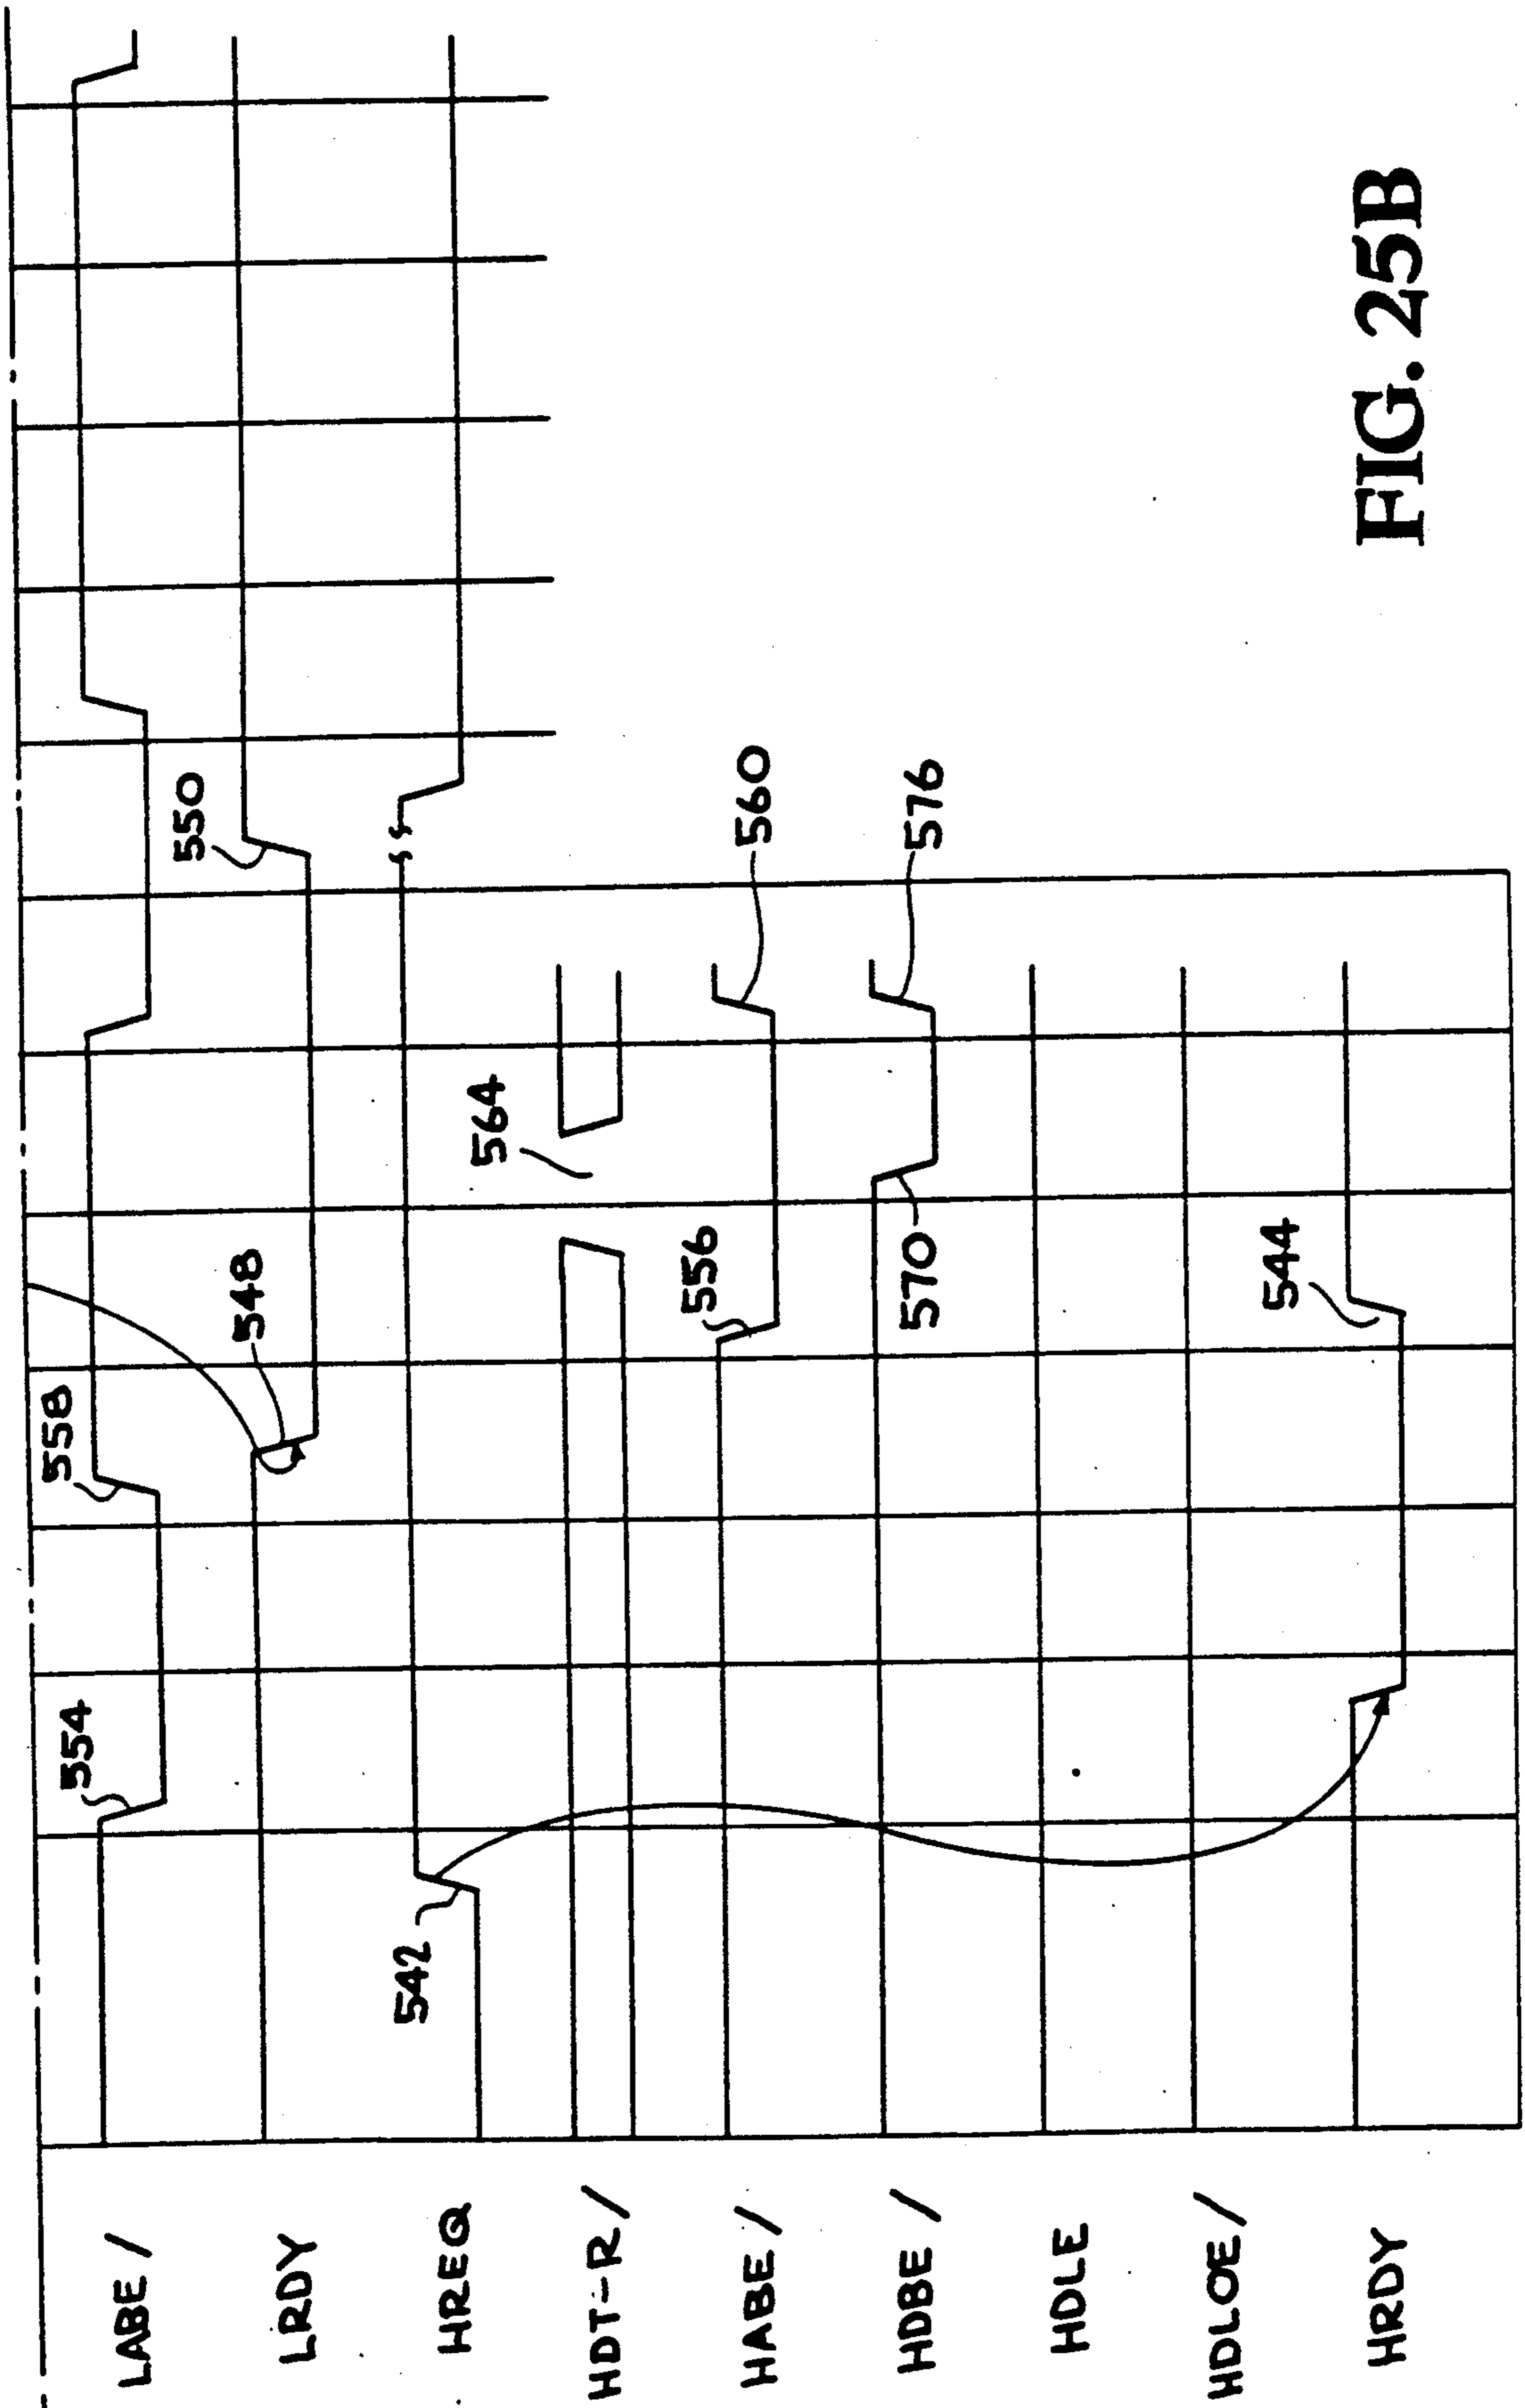 LABE /
554
558
LRDY
548
550
HREQ
542
HDT-R/
564
HABE /
556
560
HDBE /
570
576
HDLE
HDLOE/
HRDY
544
FIG. 25B